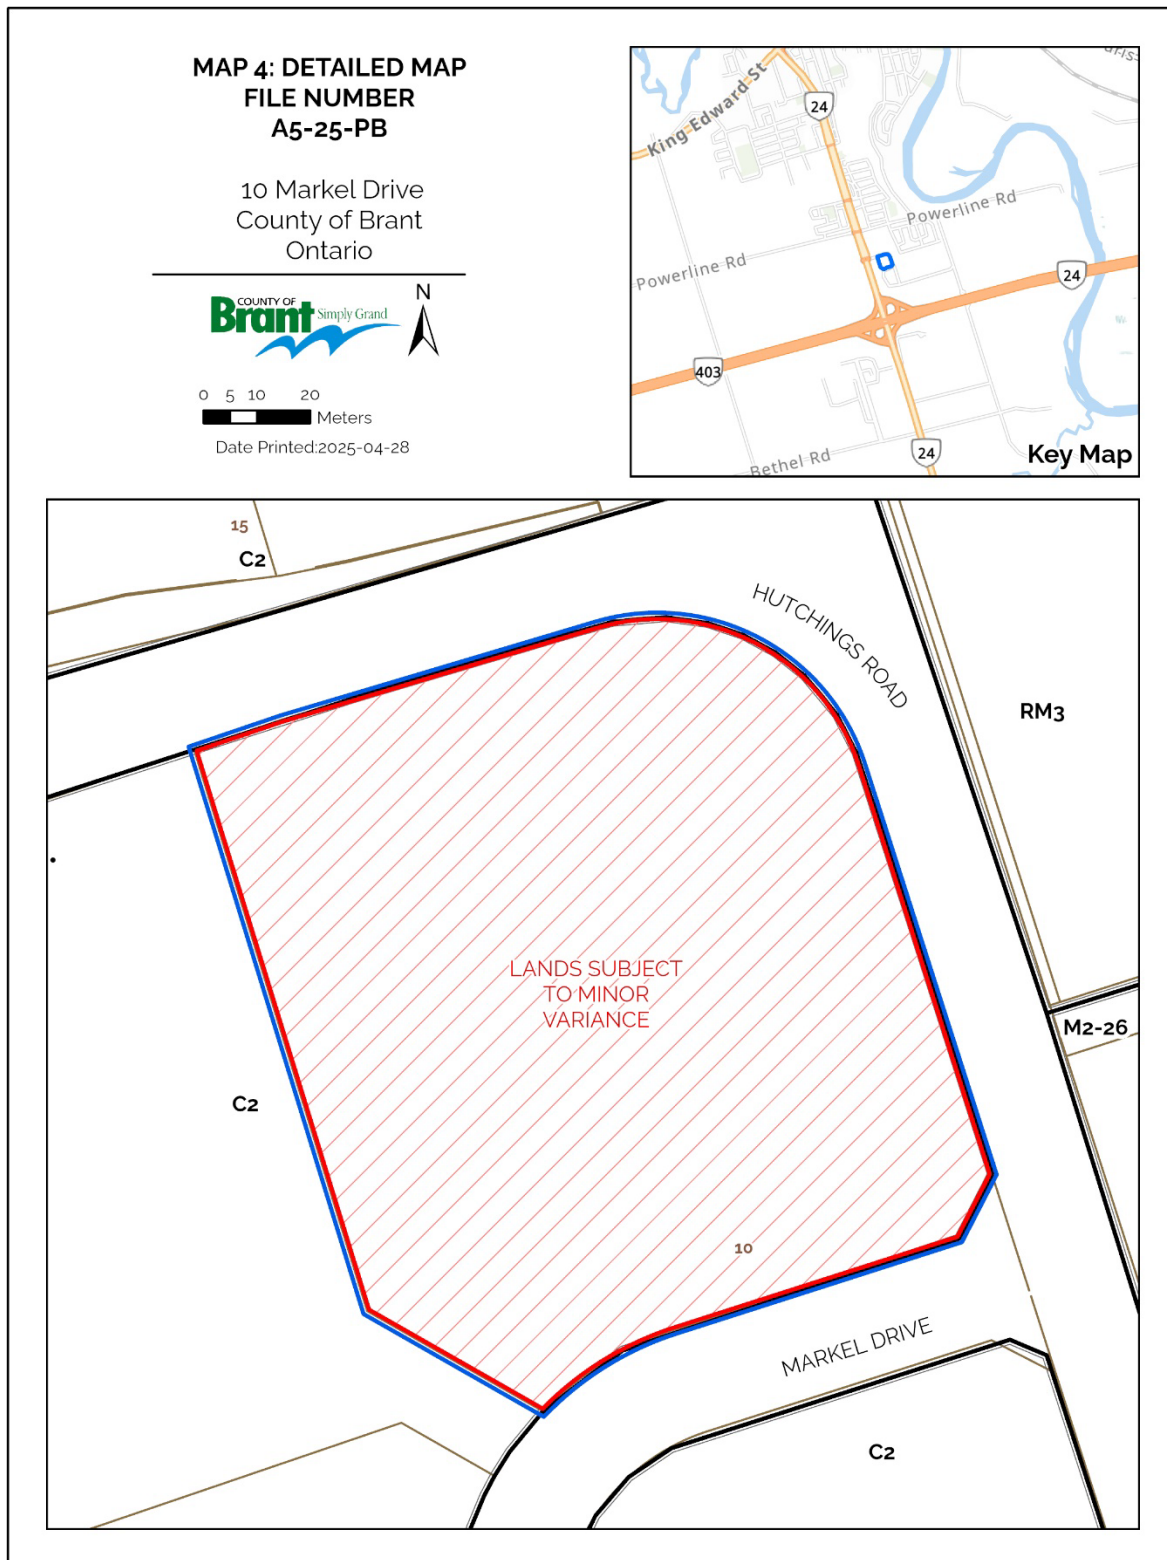 MAP 4: DETAILED MAP
FILE NUMBER
A5-25-PB
10 Markel Drive
County of Brant
Ontario
COUNTY OF
Brant Simply Grand
N
0 5 10 20
Meters
Date Printed:2025-04-28
King Edward St
24
Powerline Rd
Powerline Rd
24
403
24
Bethel Rd
Key Map
15
C2
HUTCHINGS ROAD
RM3
LANDS SUBJECT
TO MINOR
VARIANCE
M2-26
C2
10
MARKEL DRIVE
C2